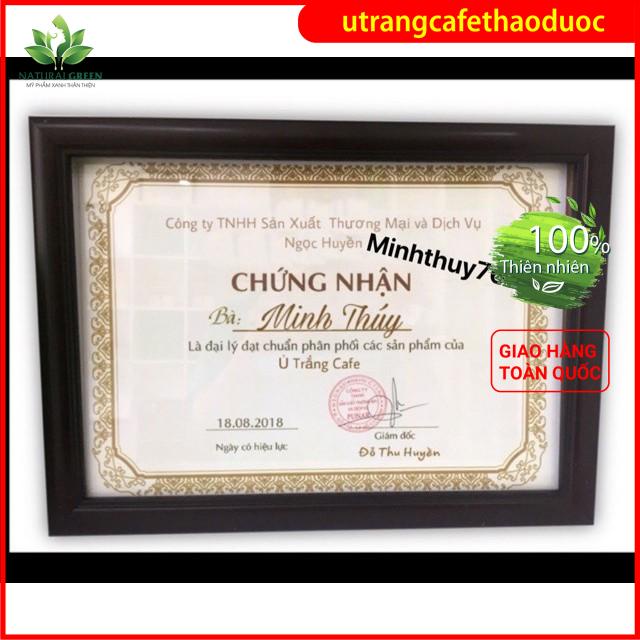 utrangcafethaoduoc
NATURAL GREEN
MỸ PHẨM XANH THÂN THIỆN
Công ty TNHH Sản Xuất Thương Mại và Dịch Vụ
Ngọc Huyền
Minhthuy7
100%
Thiên nhiên
CHỨNG NHẬN
Bà: Minh Thúy
Là đại lý đạt chuẩn phân phối các sản phẩm của
Ủ Trắng Cafe
GIAO HÀNG
TOÀN QUỐC
CÔNG TY
18.08.2018
Ngày có hiệu lực
Giám đốc
Đỗ Thu Huyền